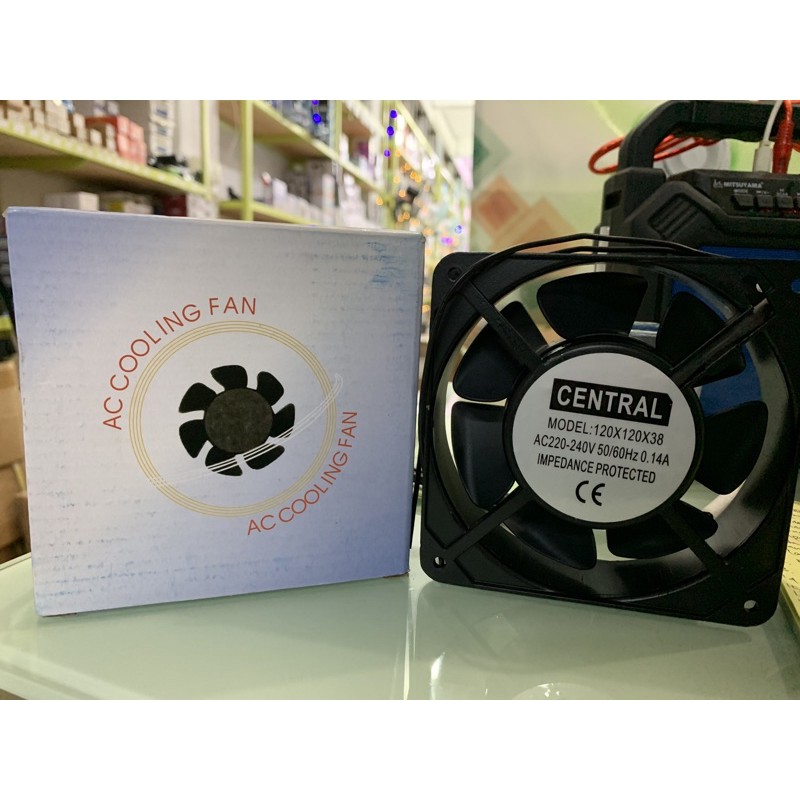 AC COOLING FAN
AC COOLING FAN
CENTRAL
MODEL:120X120X38
AC220-240V 50/60Hz 0.14A
IMPEDANCE PROTECTED
CE
MITSUYAMA